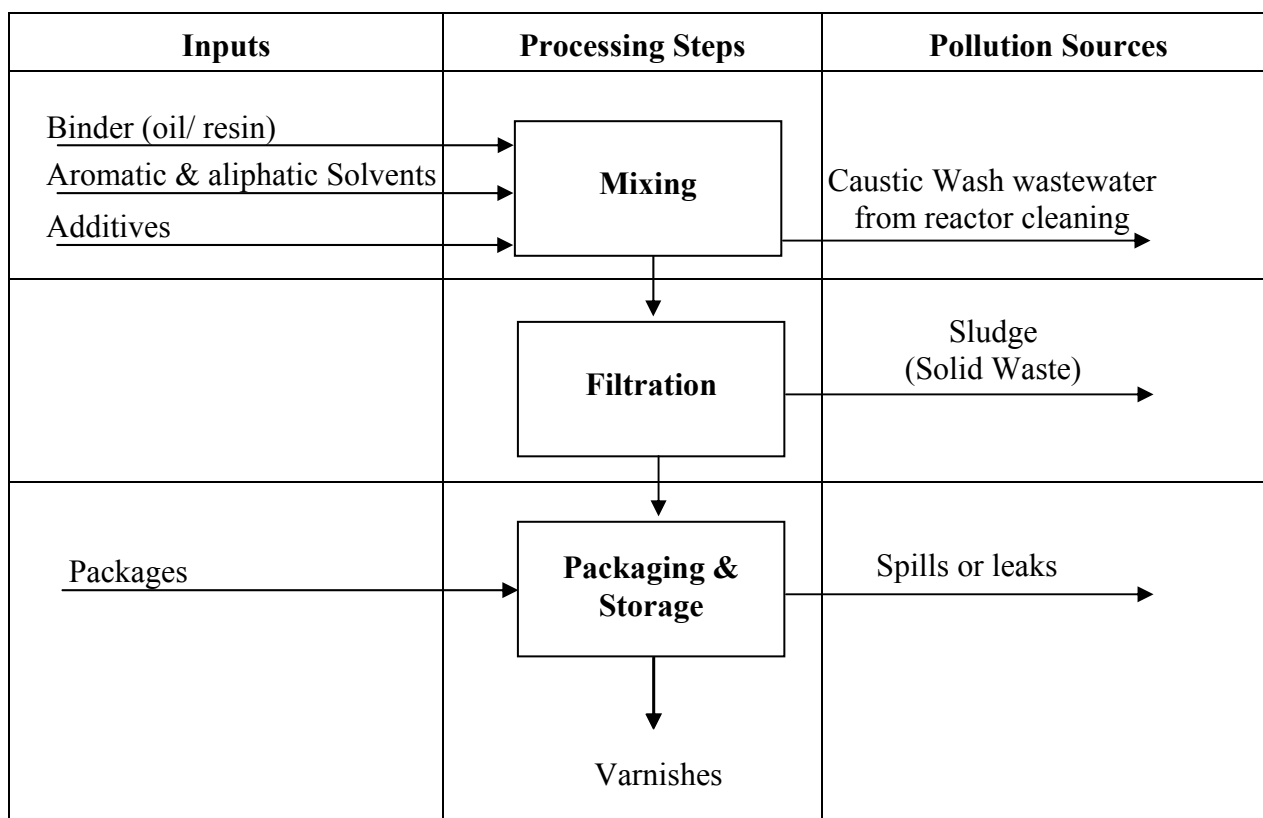 Inputs
Processing Steps
Pollution Sources
Binder (oil/ resin)
Aromatic & aliphatic Solvents
Additives
Mixing
Caustic Wash wastewater
from reactor cleaning
Filtration
Sludge
(Solid Waste)
Packages
Packaging &
Storage
Spills or leaks
Varnishes